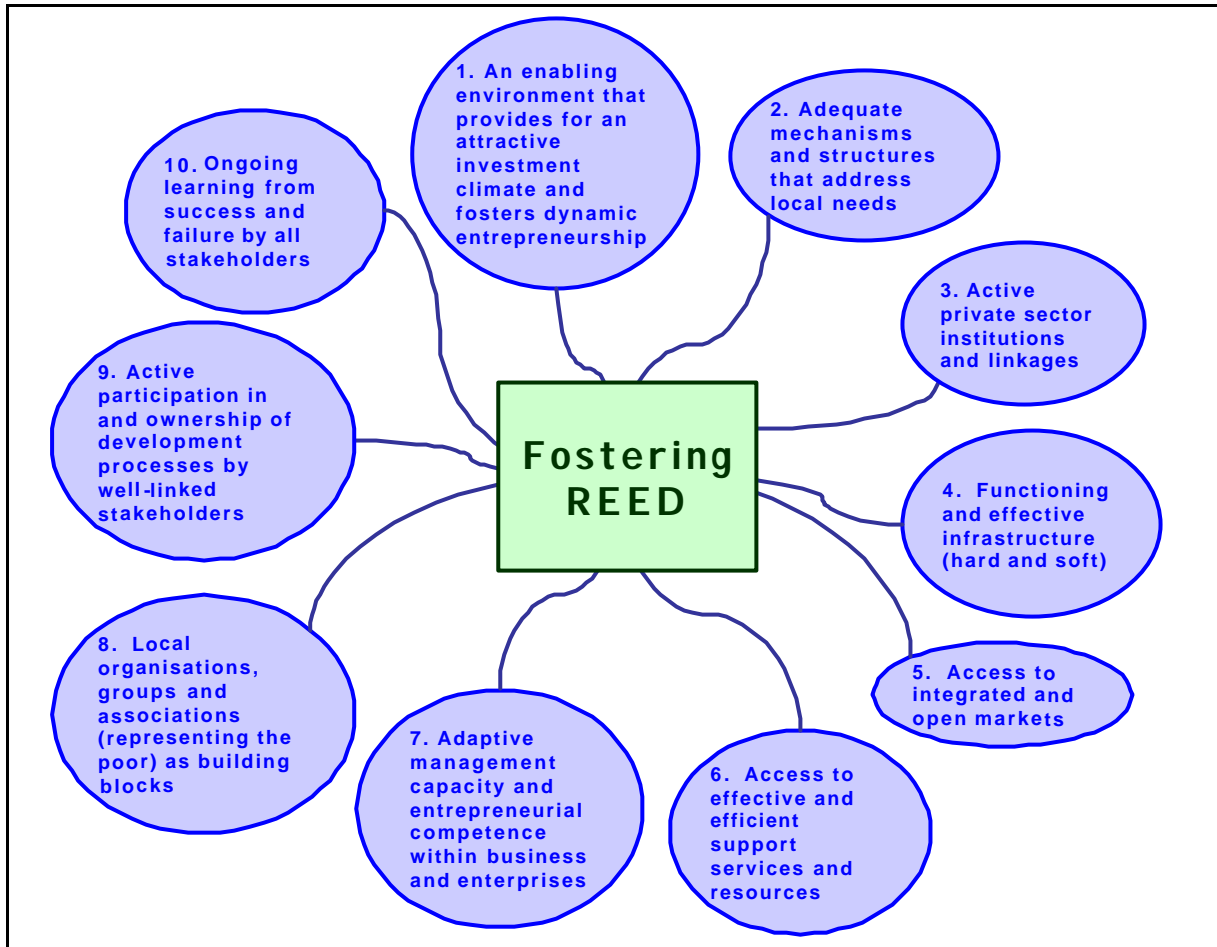 Fostering
REED
1. An enabling
environment that
provides for an
attractive
investment
climate and
fosters dynamic
entrepreneurship
2. Adequate
mechanisms
and structures
that address
local needs
3. Active
private sector
institutions
and linkages
4. Functioning
and effective
infrastructure
(hard and soft)
5. Access to
integrated and
open markets
6. Access to
effective and
efficient
support
services and
resources
7. Adaptive
management
capacity and
entrepreneurial
competence
within business
and enterprises
8. Local
organisations,
groups and
associations
(representing the
poor) as building
blocks
9. Active
participation in
and ownership of
development
processes by
well-linked
stakeholders
10. Ongoing
learning from
success and
failure by all
stakeholders